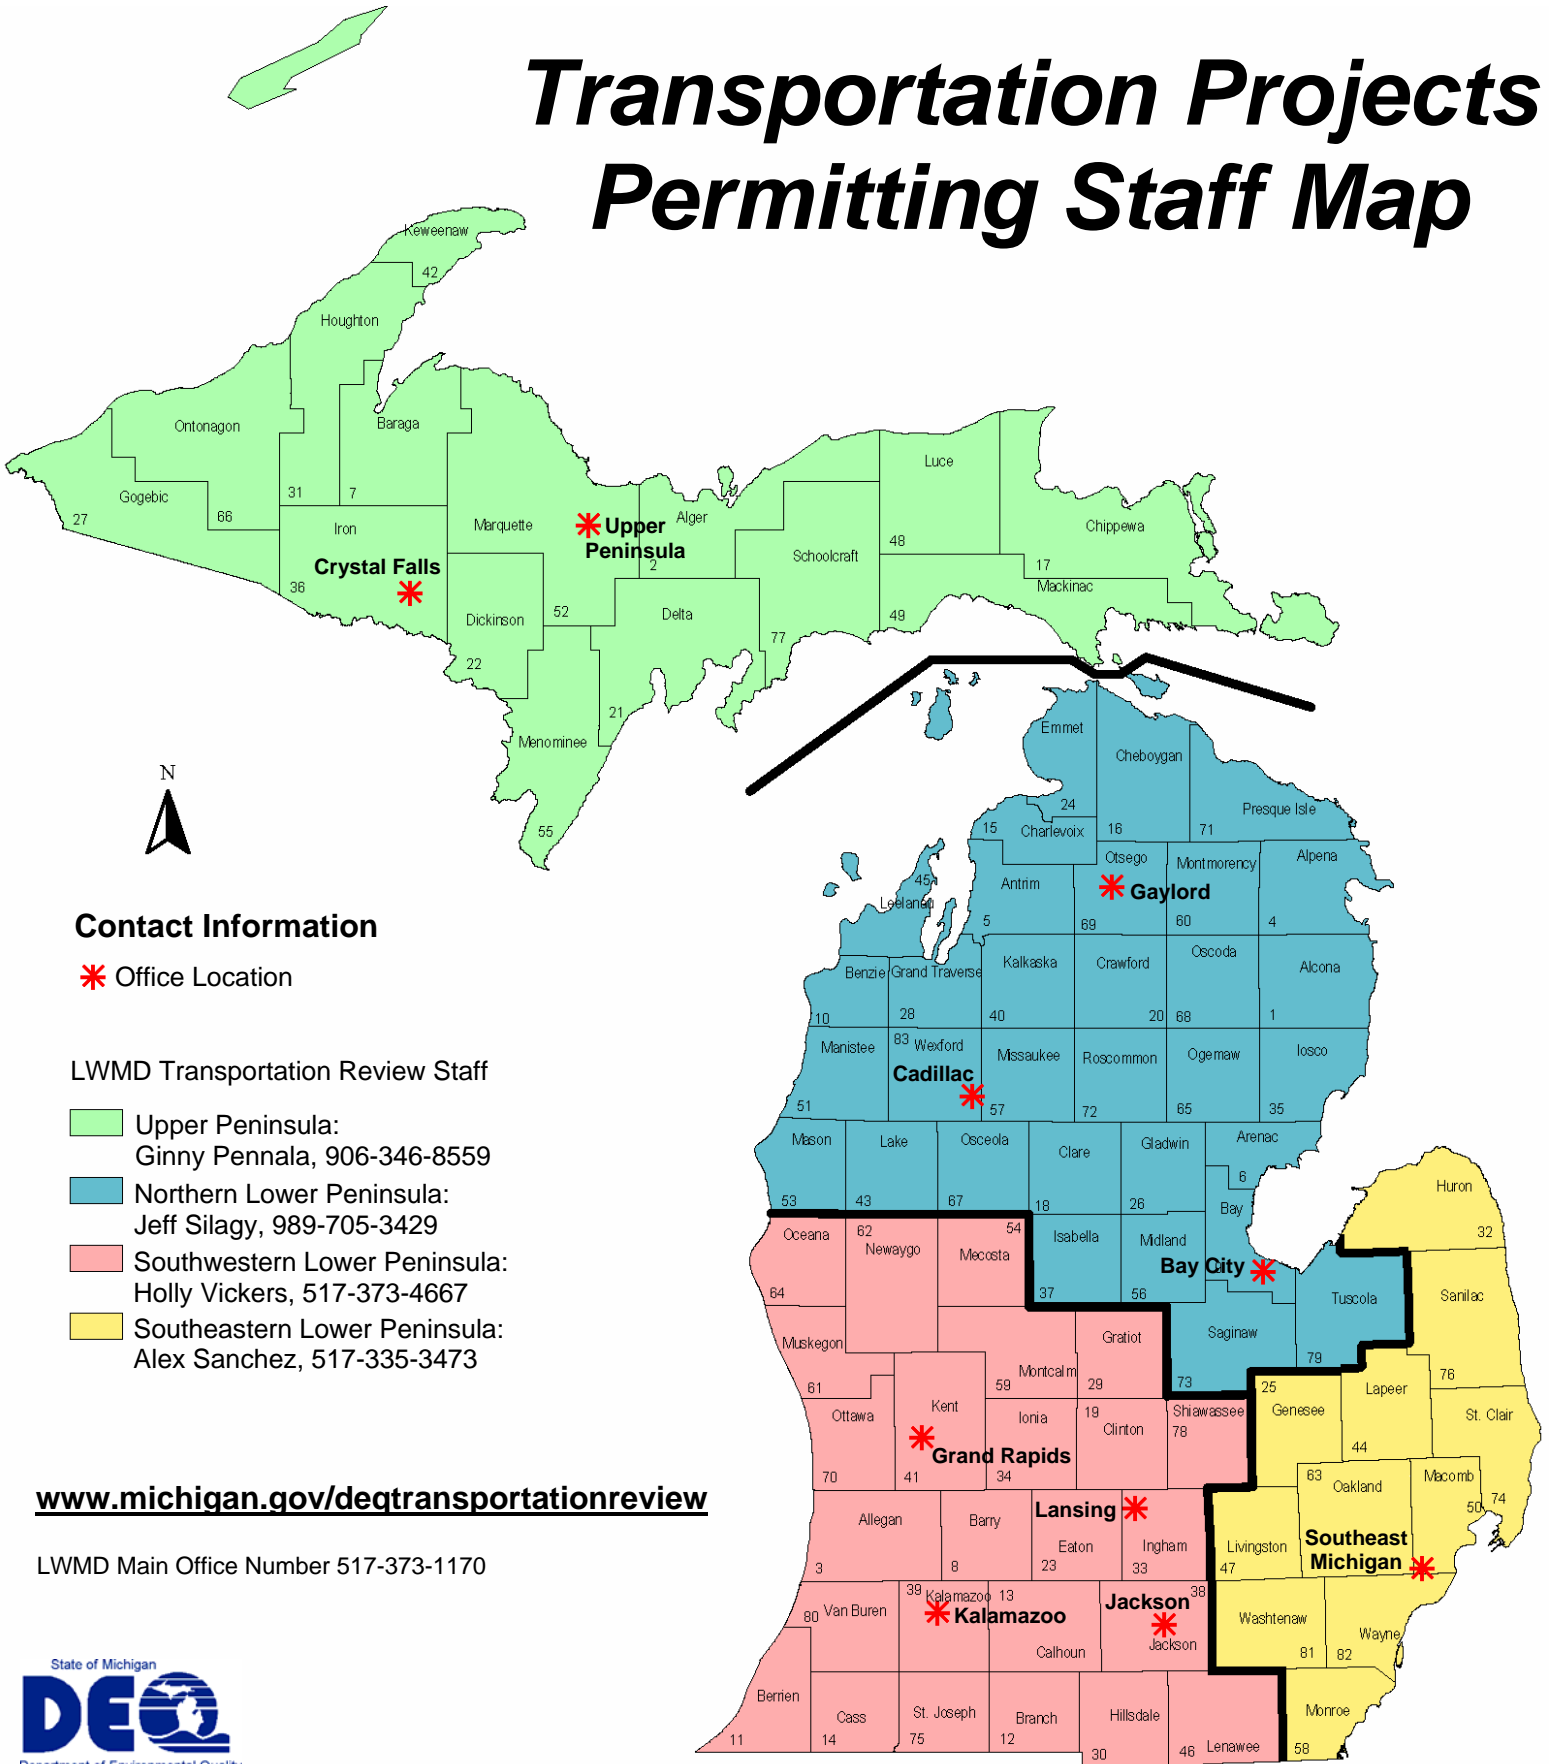 Transportation Projects
Permitting Staff Map
Keweenaw
42
Houghton
Ontonagon
Baraga
Gogebic
27
66
31
7
Iron
Crystal Falls
36
Marquette
Upper
Peninsula
Alger
2
Luce
48
Schoolcraft
Chippewa
17
Mackinac
49
Dickinson
22
52
Delta
77
21
Menominee
55
N
Emmet
24
Cheboygan
16
Presque Isle
71
15
Charlevoix
Otsego
Gaylord
69
Montmorency
60
Alpena
4
Antrim
5
45
Leelanau
Benzie
10
Grand Traverse
28
Kalkaska
40
Crawford
20
Oscoda
68
Alcona
1
Manistee
51
83
Wexford
Cadillac
Missaukee
57
Roscommon
72
Ogemaw
65
Iosco
35
Mason
53
Lake
43
Osceola
67
Clare
18
Gladwin
26
Arenac
6
Bay
Bay City
Huron
32
Oceana
64
62
Newaygo
54
Mecosta
Isabella
37
Midland
56
Saginaw
73
Tuscola
79
Sanilac
76
Muskegon
61
Montcalm
59
Gratiot
29
25
Genesee
Lapeer
44
St. Clair
74
Ottawa
70
Kent
41
Grand Rapids
Ionia
34
19
Clinton
Shiawassee
78
63
Oakland
Macomb
50
Allegan
3
Barry
8
Lansing
Eaton
23
Ingham
33
Livingston
47
Southeast
Michigan
80
Van Buren
39
Kalamazoo
Kalamazoo
13
Calhoun
Jackson
38
Jackson
Washtenaw
81
Wayne
82
Berrien
11
Cass
14
St. Joseph
75
Branch
12
Hillsdale
30
46
Lenawee
Monroe
58
Contact Information
Office Location
LWMD Transportation Review Staff
Upper Peninsula:
Ginny Pennala, 906-346-8559
Northern Lower Peninsula:
Jeff Silagy, 989-705-3429
Southwestern Lower Peninsula:
Holly Vickers, 517-373-4667
Southeastern Lower Peninsula:
Alex Sanchez, 517-335-3473
www.michigan.gov/deqtransportationreview
LWMD Main Office Number 517-373-1170
State of Michigan
DEQ
Department of Environmental Quality